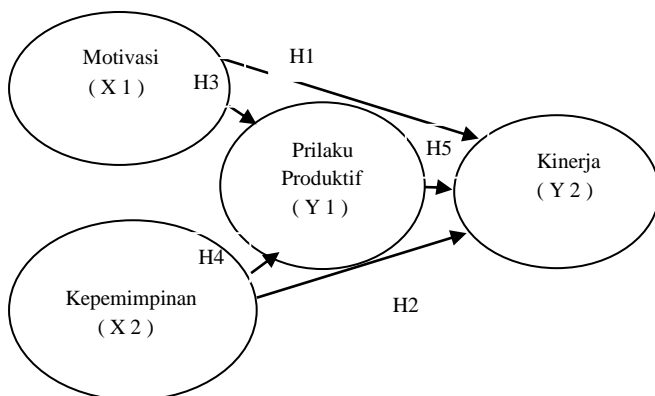 Motivasi
( X 1 )
H1
H3
Prilaku
Produktif
( Y 1 )
H5
Kinerja
( Y 2 )
H4
Kepemimpinan
( X 2 )
H2